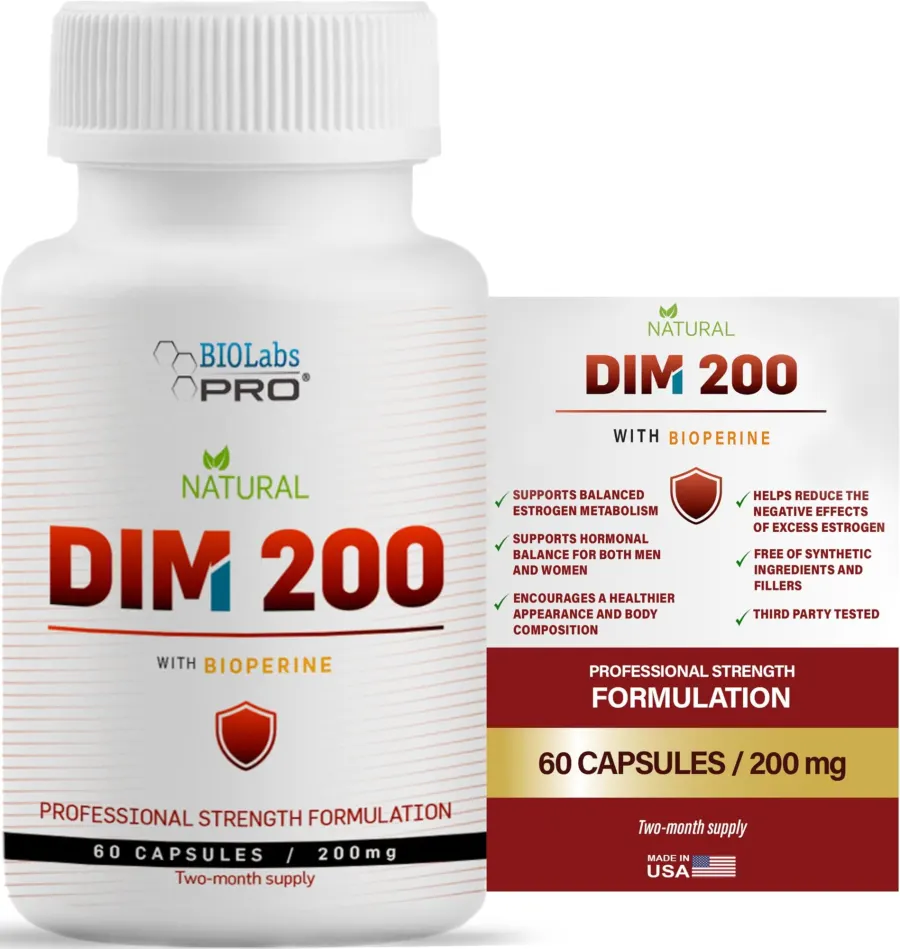 BIOLabs
PRO®
NATURAL
DIM 200
WITH BIOPERINE
PROFESSIONAL STRENGTH FORMULATION
60 CAPSULES / 200mg
Two-month supply
NATURAL
DIM 200
WITH BIOPERINE
SUPPORTS BALANCED
ESTROGEN METABOLISM
SUPPORTS HORMONAL
BALANCE FOR BOTH MEN
AND WOMEN
ENCOURAGES A HEALTHIER
APPEARANCE AND BODY
COMPOSITION
HELPS REDUCE THE
NEGATIVE EFFECTS
OF EXCESS ESTROGEN
FREE OF SYNTHETIC
INGREDIENTS AND
FILLERS
THIRD PARTY TESTED
PROFESSIONAL STRENGTH
FORMULATION
60 CAPSULES / 200 mg
Two-month supply
MADE IN
USA